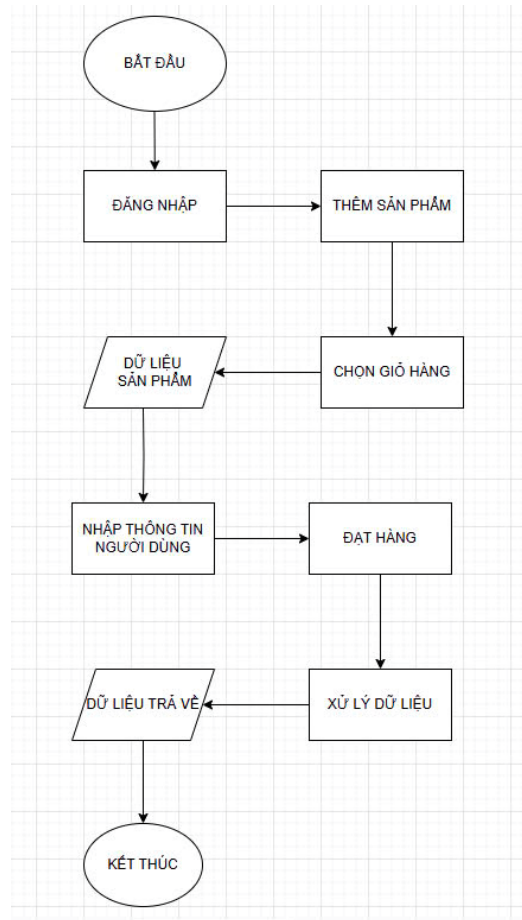 BẮT ĐẦU
ĐĂNG NHẬP
THÊM SẢN PHẨM
CHỌN GIỎ HÀNG
DỮ LIỆU
SẢN PHẨM
NHẬP THÔNG TIN
NGƯỜI DÙNG
ĐẠT HÀNG
XỬ LÝ DỮ LIỆU
DỮ LIỆU TRẢ VỀ
KẾT THÚC